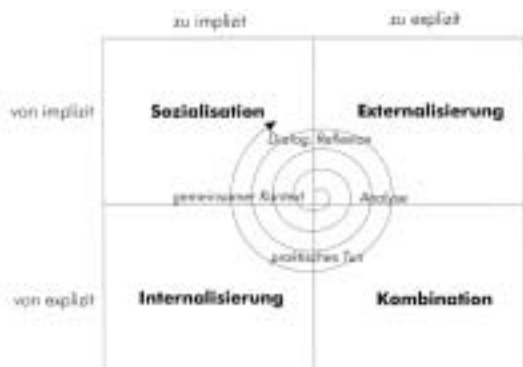 zu implizit zu explizit
von implizit Sozialisation Externalisierung
Dialog, Reflexion
gemeinsamer Kontext Analyse
praktisches Tun
von explizit Internalisierung Kombination